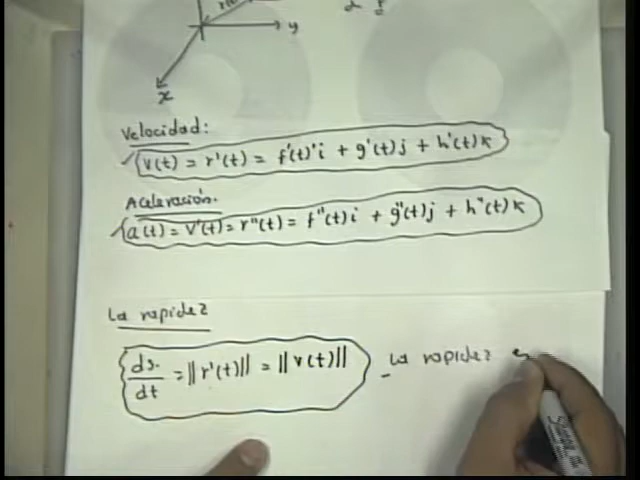 y
x
Velocidad:
v(t) = r'(t) = f'(t)'i + g'(t)j + h'(t)k
Aceleración.
a(t) = v'(t) = r''(t) = f''(t)i + g''(t)j + h''(t)k
La rapidez
ds/dt = ||r'(t)|| = ||v(t)|| La rapidez